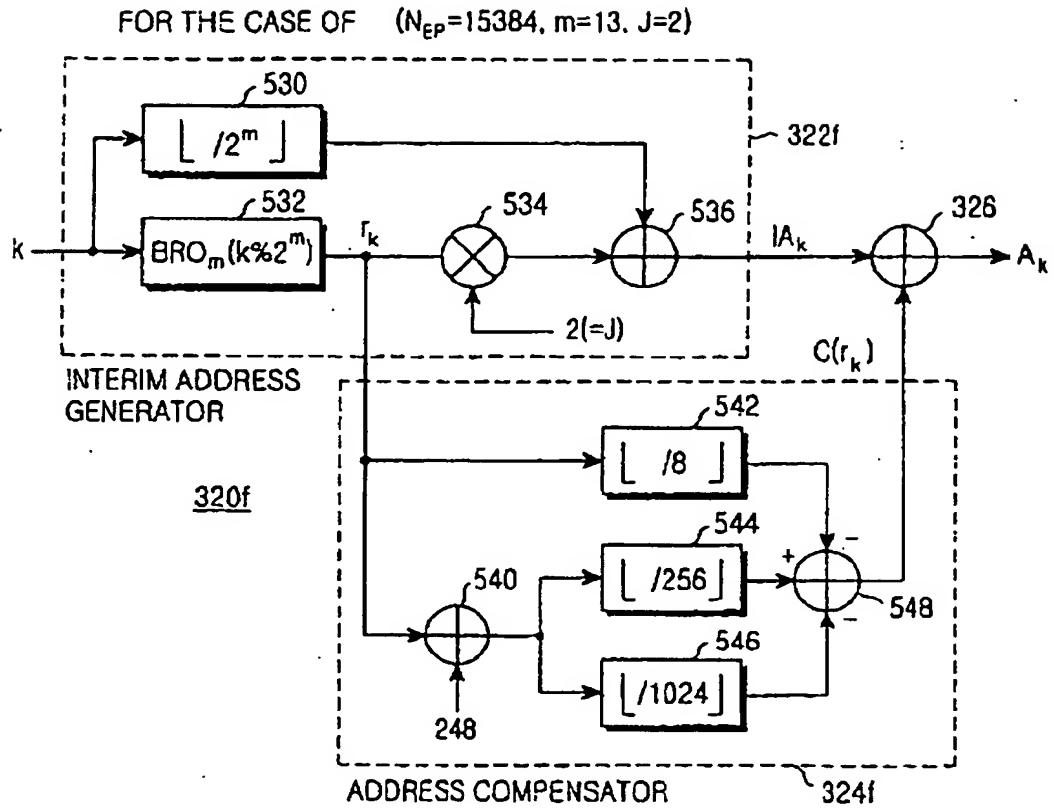 FOR THE CASE OF (N_EP=15384, m=13. J=2)
530
⌊ /2^m ⌋
322f
532
534
536
326
k
BRO_m(k%2^m)
r_k
IA_k
A_k
2(=J)
C(r_k)
INTERIM ADDRESS
GENERATOR
542
⌊ /8 ⌋
320f
544
540
⌊ /256⌋
+
-
-
548
546
⌊/1024⌋
248
ADDRESS COMPENSATOR
324f